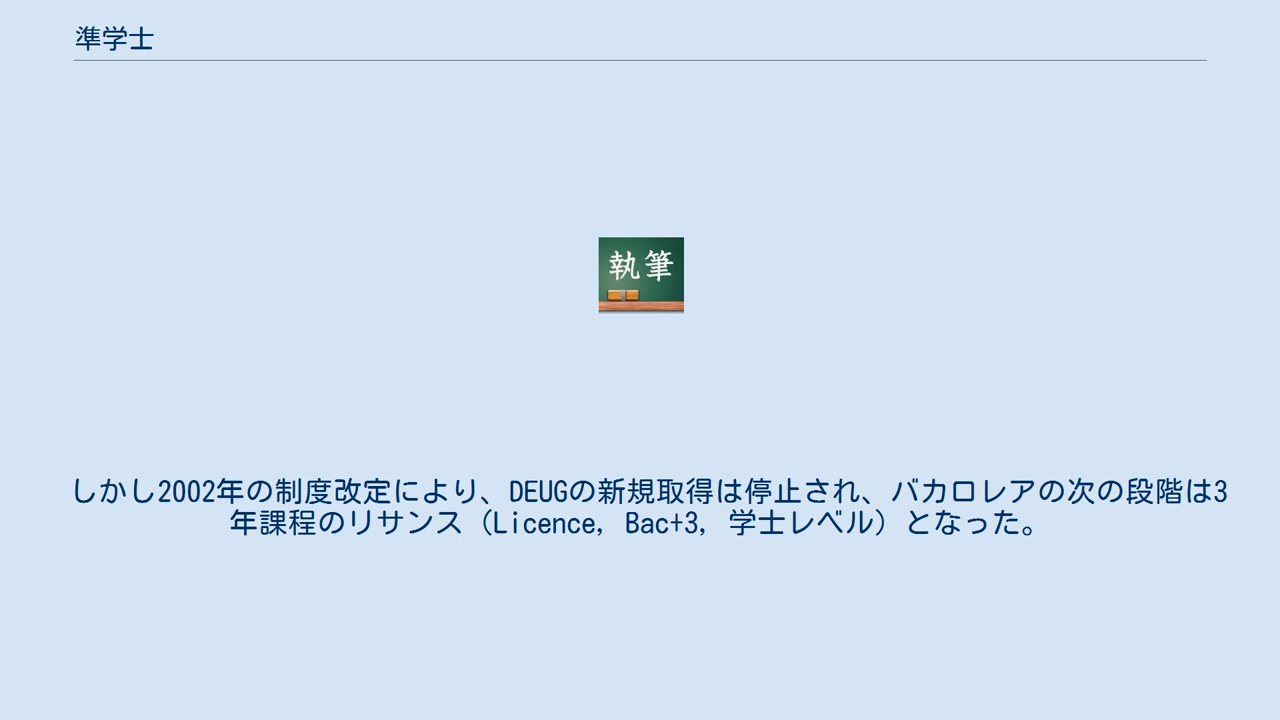 準学士
執筆
しかし2002年の制度改定により、DEUGの新規取得は停止され、バカロレアの次の段階は3
年課程のリサンス（Licence, Bac+3, 学士レベル）となった。